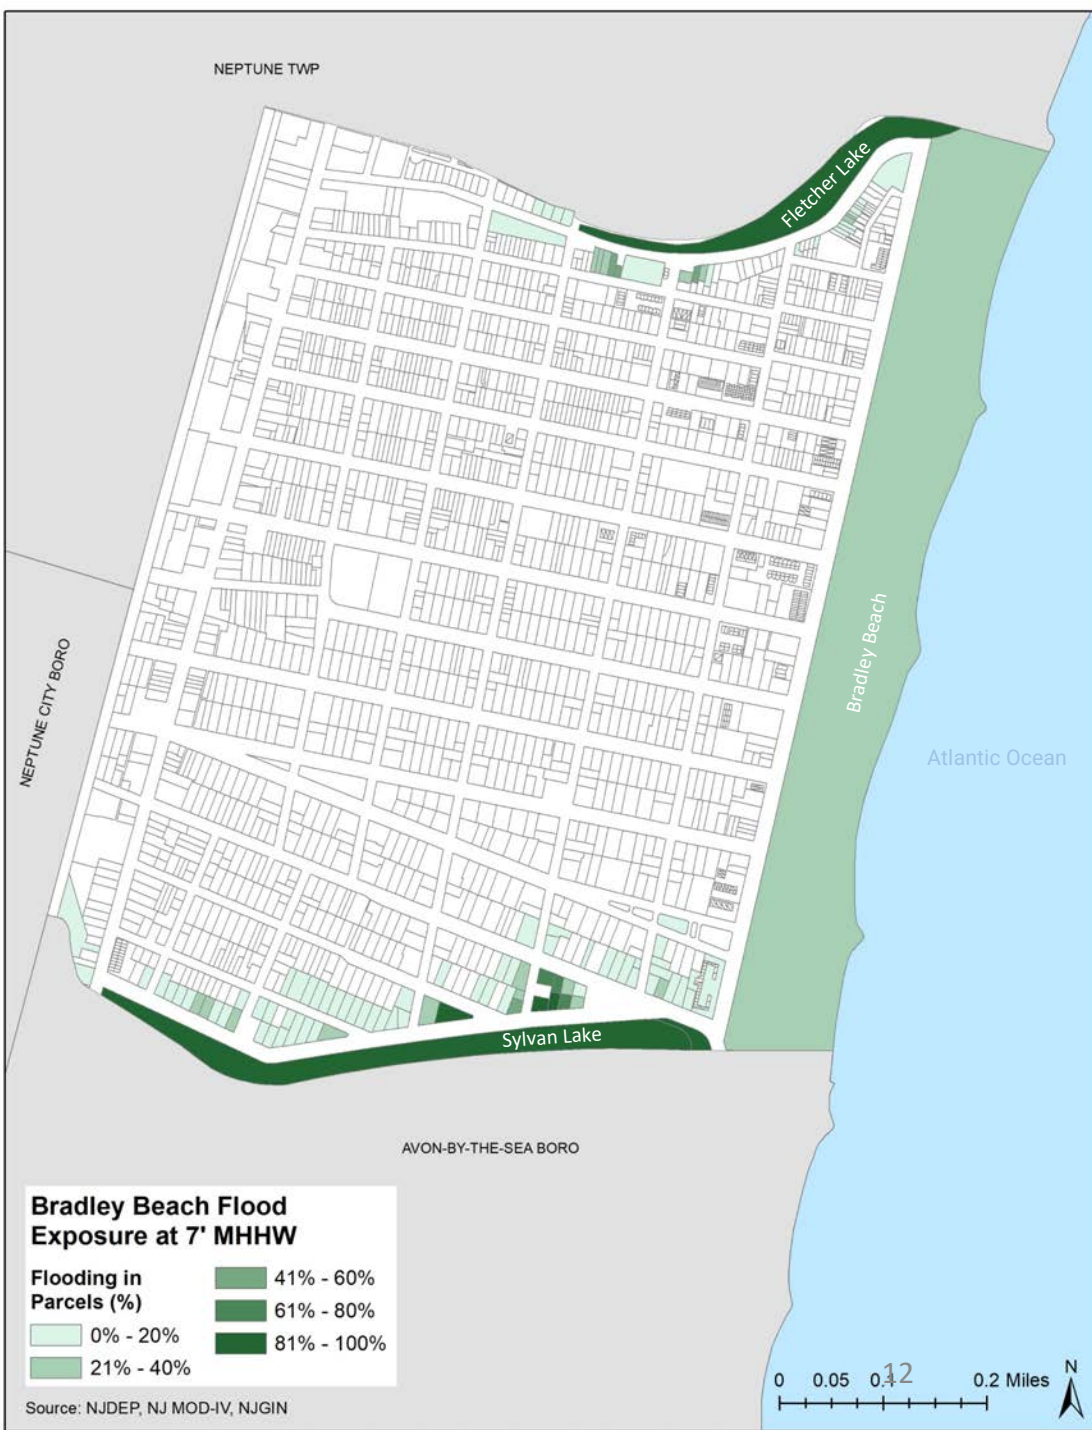 NEPTUNE TWP
Fletcher Lake
NEPTUNE CITY BORO
Bradley Beach
Atlantic Ocean
Sylvan Lake
AVON-BY-THE-SEA BORO
Bradley Beach Flood
Exposure at 7' MHHW
Flooding in
Parcels (%)
0% - 20%
21% - 40%
41% - 60%
61% - 80%
81% - 100%
Source: NJDEP, NJ MOD-IV, NJGIN
12
0 0.05 0.1 0.2 Miles
N